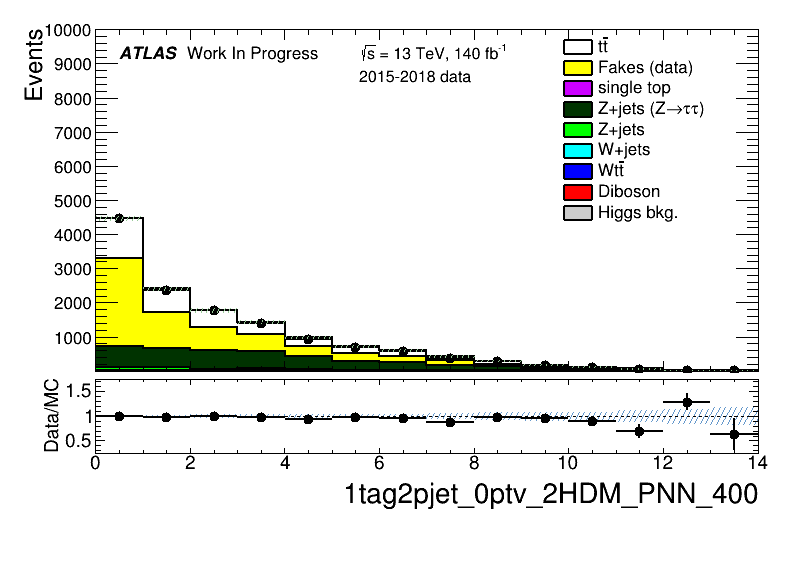 Events
10000
9000
8000
7000
6000
5000
4000
3000
2000
1000
ATLAS Work In Progress
√s = 13 TeV, 140 fb⁻¹
2015-2018 data
tt̄
Fakes (data)
single top
Z+jets (Z→ττ)
Z+jets
W+jets
Wtt̄
Diboson
Higgs bkg.
Data/MC
1.5
1
0.5
0 2 4 6 8 10 12 14
1tag2pjet_0ptv_2HDM_PNN_400